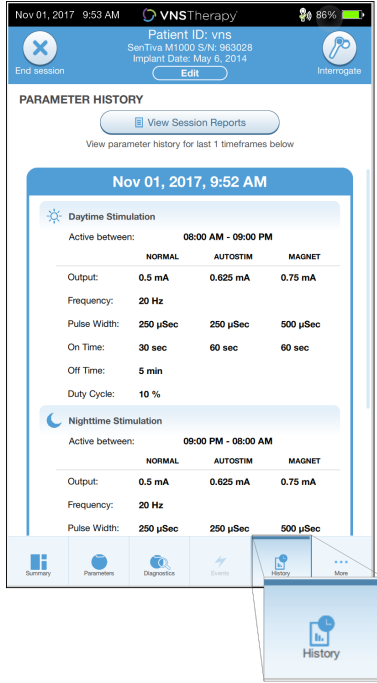 Nov 01, 2017 9:53 AM VNSTherapy 86%
Patient ID: vns
SenTiva M1000 S/N: 963028
Implant Date: May 6, 2014
End session Edit Interrogate
PARAMETER HISTORY
View Session Reports
View parameter history for last 1 timeframes below
Nov 01, 2017, 9:52 AM
Daytime Stimulation
Active between: 08:00 AM - 09:00 PM
NORMAL AUTOSTIM MAGNET
Output: 0.5 mA 0.625 mA 0.75 mA
Frequency: 20 Hz
Pulse Width: 250 µSec 250 µSec 500 µSec
On Time: 30 sec 60 sec 60 sec
Off Time: 5 min
Duty Cycle: 10 %
Nighttime Stimulation
Active between: 09:00 PM - 08:00 AM
NORMAL AUTOSTIM MAGNET
Output: 0.5 mA 0.625 mA 0.75 mA
Frequency: 20 Hz
Pulse Width: 250 µSec 250 µSec 500 µSec
Summary Parameters Diagnostics Events History More
History